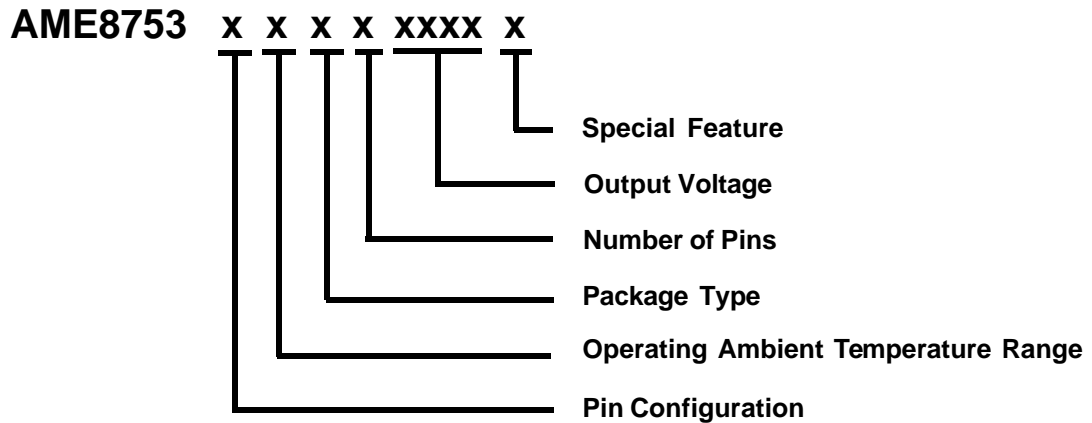 AME8753 x x x x xxxx x
Special Feature
Output Voltage
Number of Pins
Package Type
Operating Ambient Temperature Range
Pin Configuration